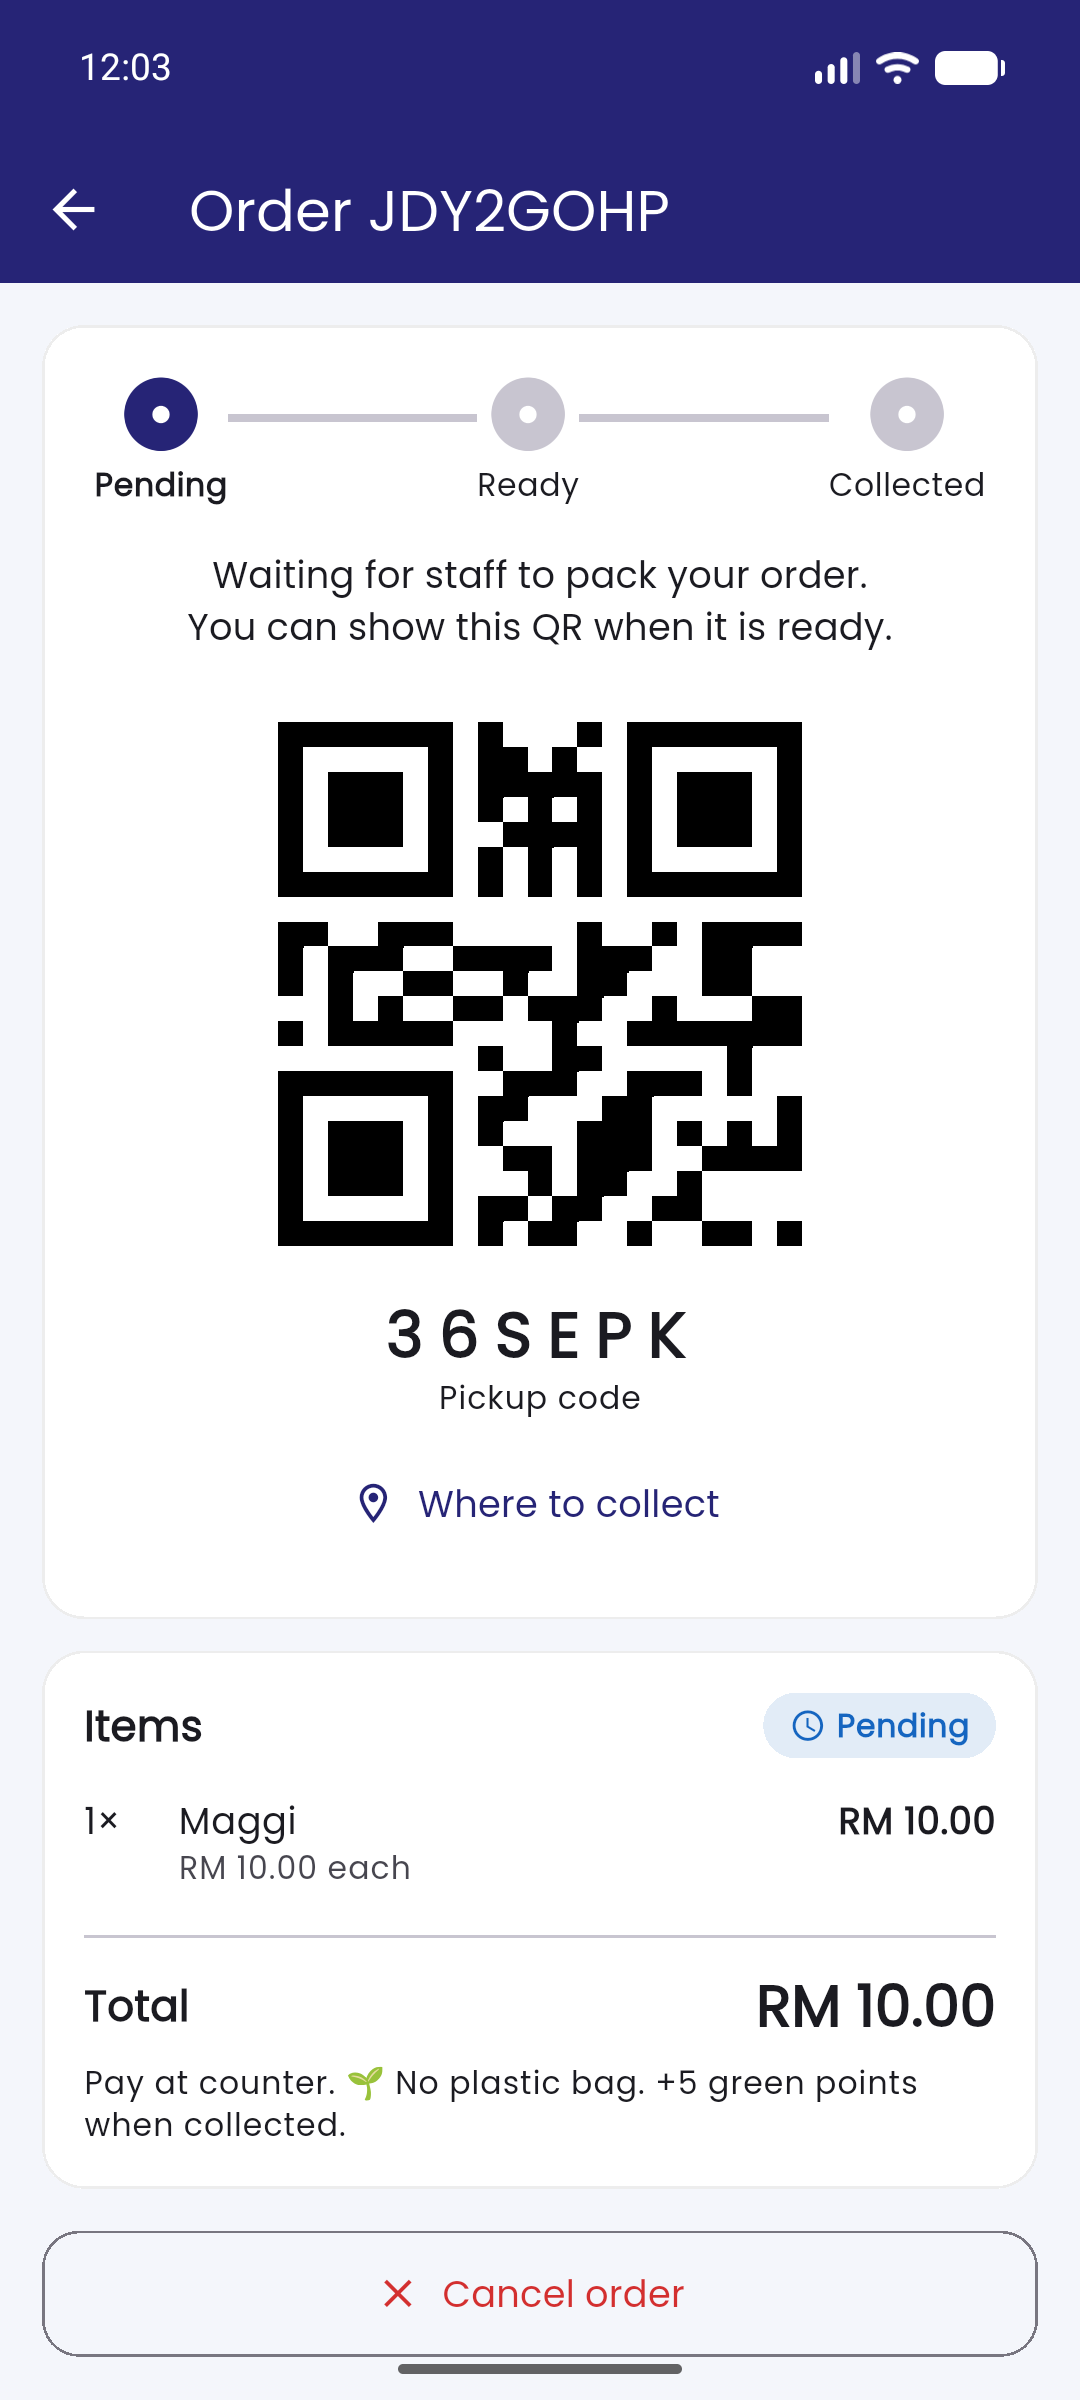 12:03
Order JDY2GOHP
Pending
Ready
Collected
Waiting for staff to pack your order.
You can show this QR when it is ready.
36SEPK
Pickup code
Where to collect
Items
Pending
1× Maggi RM 10.00
RM 10.00 each
Total RM 10.00
Pay at counter. 🌱 No plastic bag. +5 green points
when collected.
Cancel order